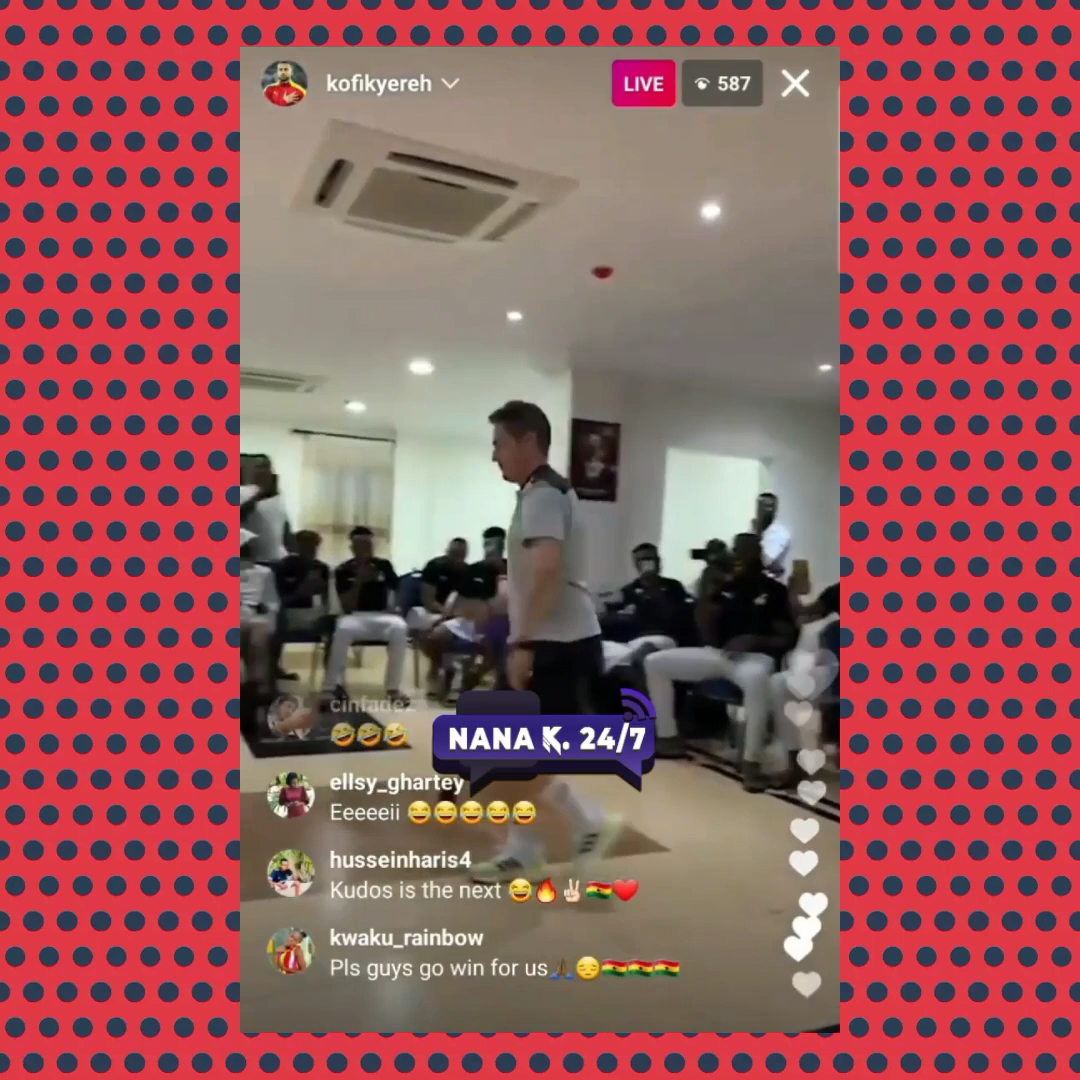 kofikyereh
LIVE
587
cinfadez
🤣🤣🤣
NANA K. 24/7
ellsy_ghartey
Eeeeeii 😂😂😂😂😂
husseinharis4
Kudos is the next 😂🔥✌🏻🇬🇭❤️
kwaku_rainbow
Pls guys go win for us🙏🏾😔🇬🇭🇬🇭🇬🇭